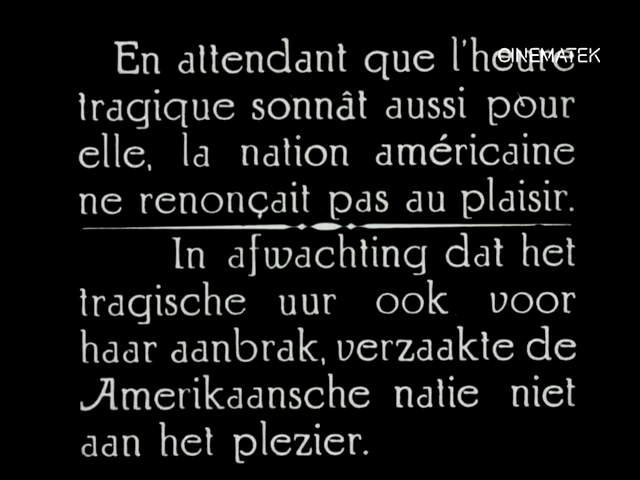 CINEMATEK
En attendant que l'heure
tragique sonnât aussi pour
elle, la nation américaine
ne renonçait pas au plaisir.
In afwachting dat het
tragische uur ook voor
haar aanbrak, verzaakte de
Amerikaansche natie niet
aan het plezier.